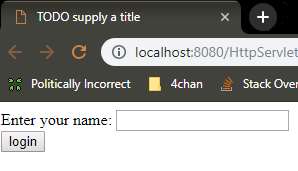 TODO supply a title
localhost:8080/HttpServlet
Politically Incorrect 4chan Stack Over
Enter your name:
login